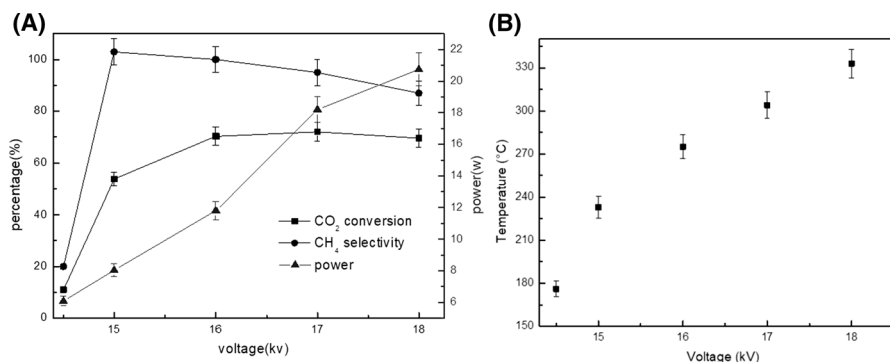 (A)
percentage(%)
100
80
60
40
20
0
22
20
18
16
14
12
10
8
6
power(w)
CO2 conversion
CH4 selectivity
power
15 16 17 18
voltage(kv)
(B)
Temperature (°C)
330
300
270
240
210
180
150
15 16 17 18
Voltage (kV)